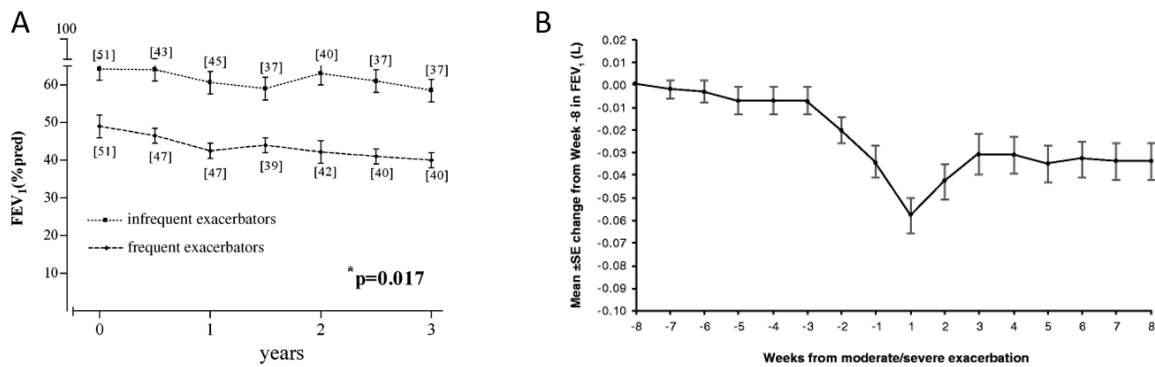 A
100
[51] [43] [45] [37] [40] [37] [37]
60
50
[51] [47] [47] [39] [42] [40] [40]
40
30
infrequent exacerbators
20
frequent exacerbators
10
*p=0.017
FEV1(%pred)
0 1 2 3
years
B
Mean ±SE change from Week -8 in FEV1 (L)
0.02
0.01
0.00
-0.01
-0.02
-0.03
-0.04
-0.05
-0.06
-0.07
-0.08
-0.09
-0.10
-8 -7 -6 -5 -4 -3 -2 -1 1 2 3 4 5 6 7 8
Weeks from moderate/severe exacerbation